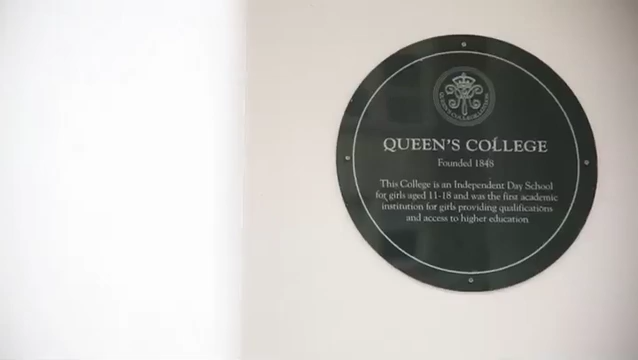 QUEEN'S COLLEGE
Founded 1848
This College is an Independent Day School
for girls aged 11-18 and was the first academic
institution for girls providing qualifications
and access to higher education